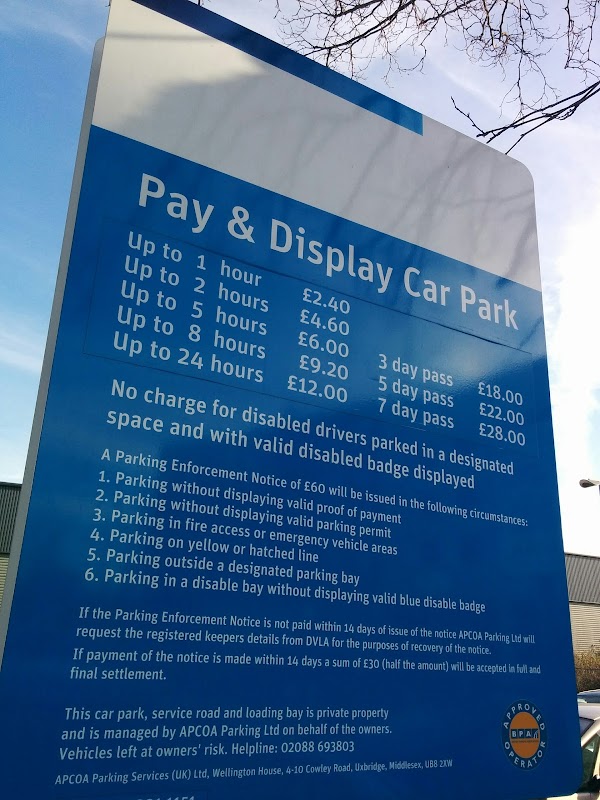 Pay & Display Car Park
Up to 1 hour £2.40
Up to 2 hours £4.60
Up to 5 hours £6.00
Up to 8 hours £9.20
Up to 24 hours £12.00
3 day pass £18.00
5 day pass £22.00
7 day pass £28.00
No charge for disabled drivers parked in a designated
space and with valid disabled badge displayed
A Parking Enforcement Notice of £60 will be issued in the following circumstances:
1. Parking without displaying valid proof of payment
2. Parking without displaying valid parking permit
3. Parking in fire access or emergency vehicle areas
4. Parking on yellow or hatched line
5. Parking outside a designated parking bay
6. Parking in a disable bay without displaying valid blue disable badge
If the Parking Enforcement Notice is not paid within 14 days of issue of the notice APCOA Parking Ltd will
request the registered keepers details from DVLA for the purposes of recovery of the notice.
If payment of the notice is made within 14 days a sum of £30 (half the amount) will be accepted in full and
final settlement.
This car park, service road and loading bay is private property
and is managed by APCOA Parking Ltd on behalf of the owners.
Vehicles left at owners' risk. Helpline: 02088 693803
APCOA Parking Services (UK) Ltd, Wellington House, 4-10 Cowley Road, Uxbridge, Middlesex, UB8 2XW
APPROVED
BPA
OPERATOR